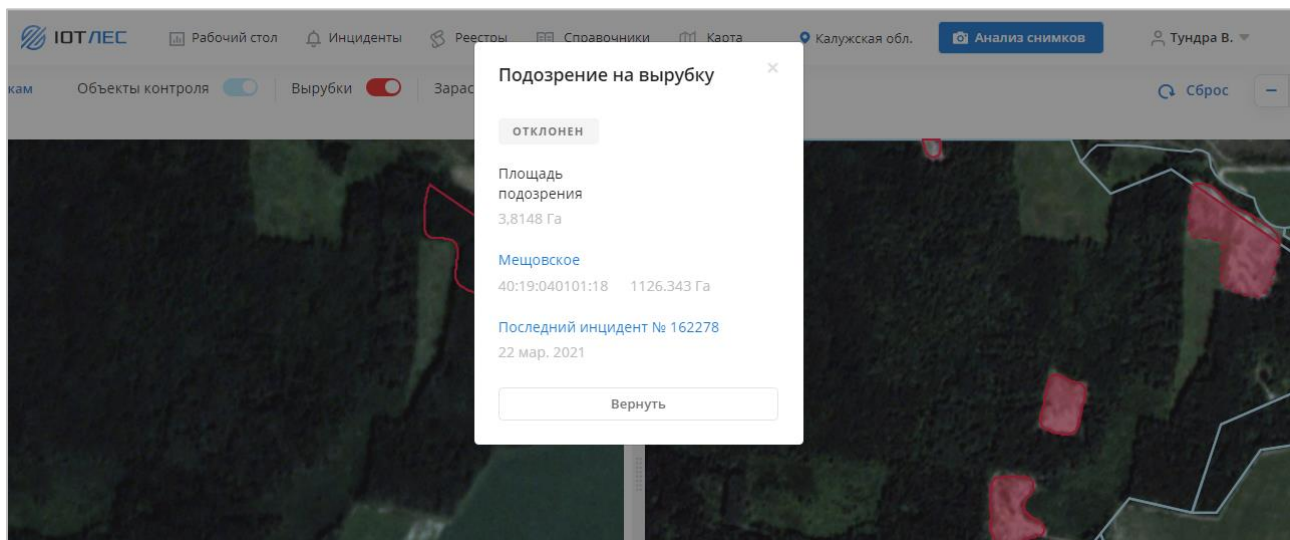 IОТ ЛЕС
Рабочий стол
Инциденты
Реестры
Справочники
Карта
Калужская обл.
Анализ снимков
Тундра В.
кам
Объекты контроля
Вырубки
Зарас
Сброс
Подозрение на вырубку
ОТКЛОНЕН
Площадь
подозрения
3,8148 Га
Мещовское
40:19:040101:18 1126.343 Га
Последний инцидент № 162278
22 мар. 2021
Вернуть